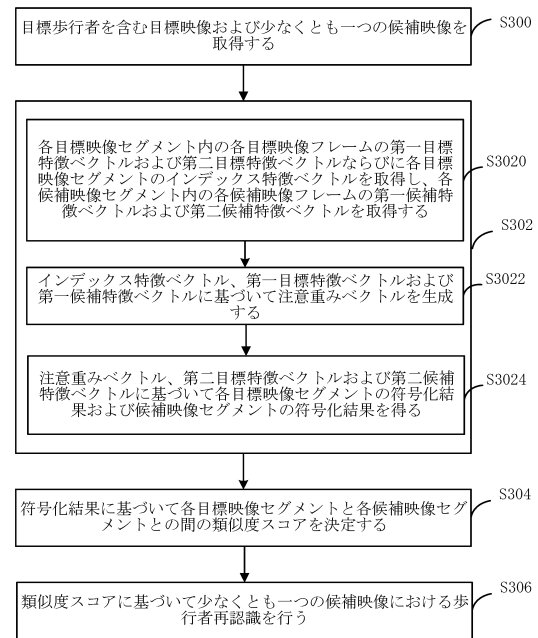 目標歩行者を含む目標映像および少なくとも一つの候補映像を
取得する
S300
各目標映像セグメント内の各目標映像フレームの第一目標
特徴ベクトルおよび第二目標特徴ベクトルならびに各目標
映像セグメントのインデックス特徴ベクトルを取得し、各
候補映像セグメント内の各候補映像フレームの第一候補特
徴ベクトルおよび第二候補特徴ベクトルを取得する
S3020
S302
インデックス特徴ベクトル、第一目標特徴ベクトルおよび
第一候補特徴ベクトルに基づいて注意重みベクトルを生成
する
S3022
注意重みベクトル、第二目標特徴ベクトルおよび第二候補
特徴ベクトルに基づいて各目標映像セグメントの符号化結
果および候補映像セグメントの符号化結果を得る
S3024
符号化結果に基づいて各目標映像セグメントと各候補映像セグ
メントとの間の類似度スコアを決定する
S304
類似度スコアに基づいて少なくとも一つの候補映像における歩
行者再認識を行う
S306